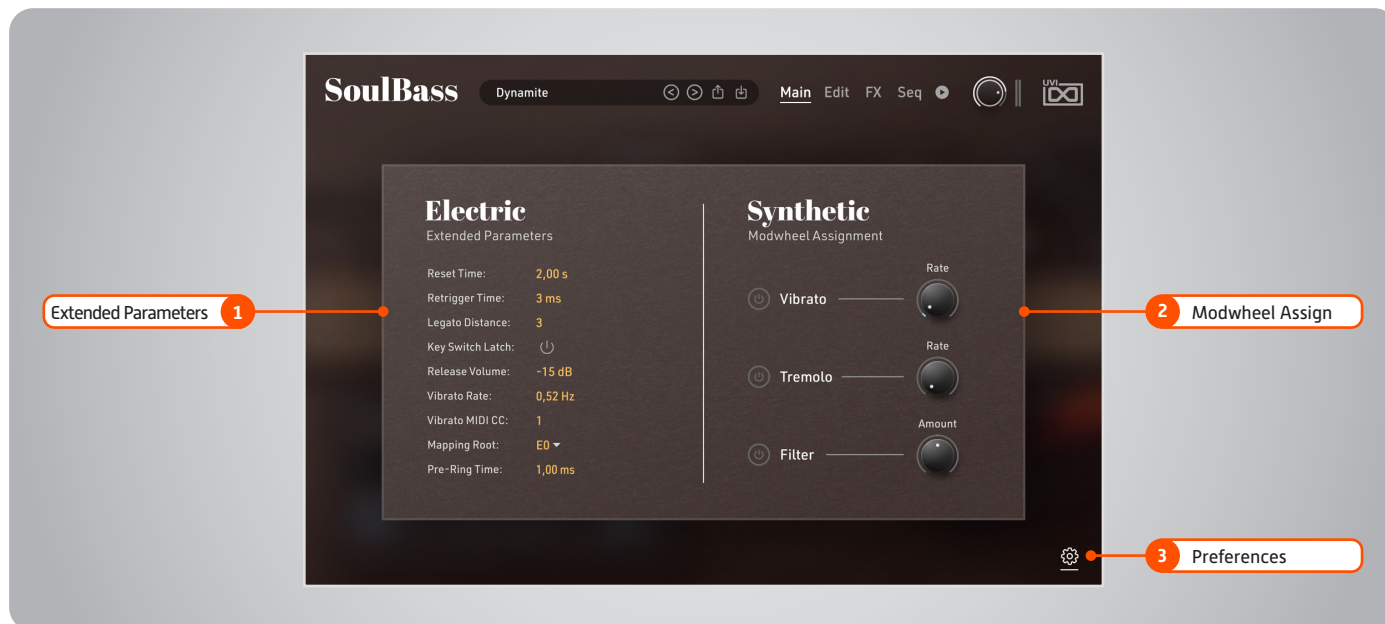 SoulBass Dynamite Main Edit FX Seq UVI
Electric
Extended Parameters
Reset Time: 2,00 s
Retrigger Time: 3 ms
Legato Distance: 3
Key Switch Latch:
Release Volume: -15 dB
Vibrato Rate: 0,52 Hz
Vibrato MIDI CC: 1
Mapping Root: E0
Pre-Ring Time: 1,00 ms
Synthetic
Modwheel Assignment
Rate
Vibrato
Rate
Tremolo
Amount
Filter
Extended Parameters 1
2 Modwheel Assign
3 Preferences